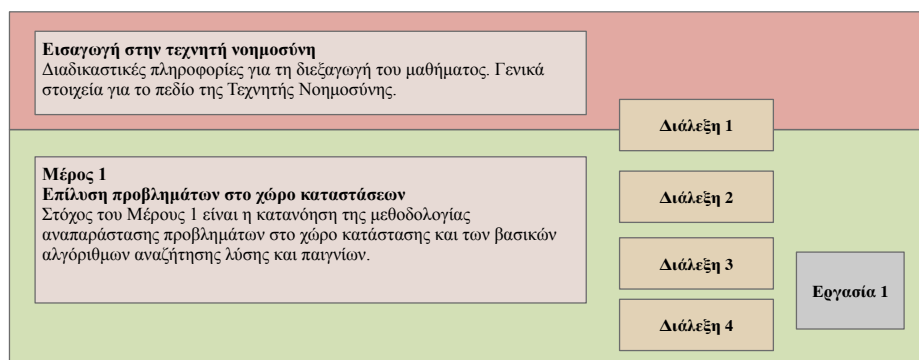 Εισαγωγή στην τεχνητή νοημοσύνη
Διαδικαστικές πληροφορίες για τη διεξαγωγή του μαθήματος. Γενικά
στοιχεία για το πεδίο της Τεχνητής Νοημοσύνης.
Διάλεξη 1
Μέρος 1
Επίλυση προβλημάτων στο χώρο καταστάσεων
Στόχος του Μέρους 1 είναι η κατανόηση της μεθοδολογίας
αναπαράστασης προβλημάτων στο χώρο κατάστασης και των βασικών
αλγόριθμων αναζήτησης λύσης και παιγνίων.
Διάλεξη 2
Διάλεξη 3
Εργασία 1
Διάλεξη 4